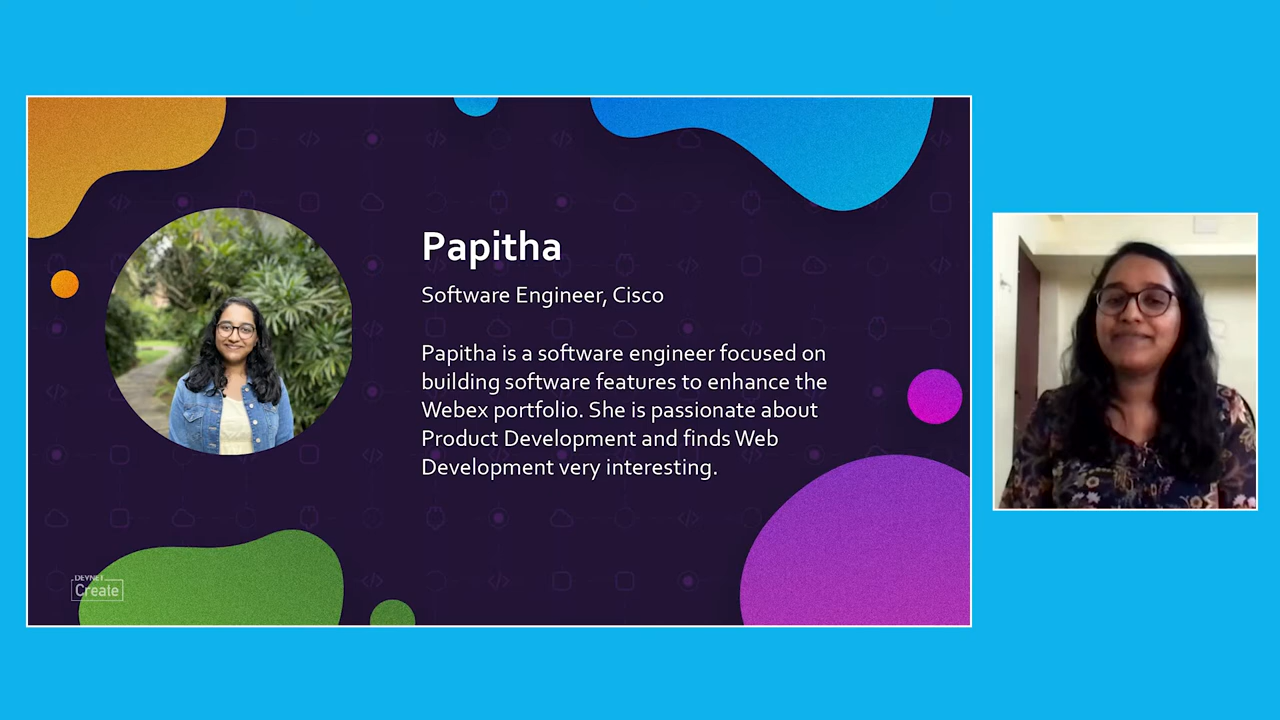 Papitha
Software Engineer, Cisco
Papitha is a software engineer focused on
building software features to enhance the
Webex portfolio. She is passionate about
Product Development and finds Web
Development very interesting.
DEVNET
Create